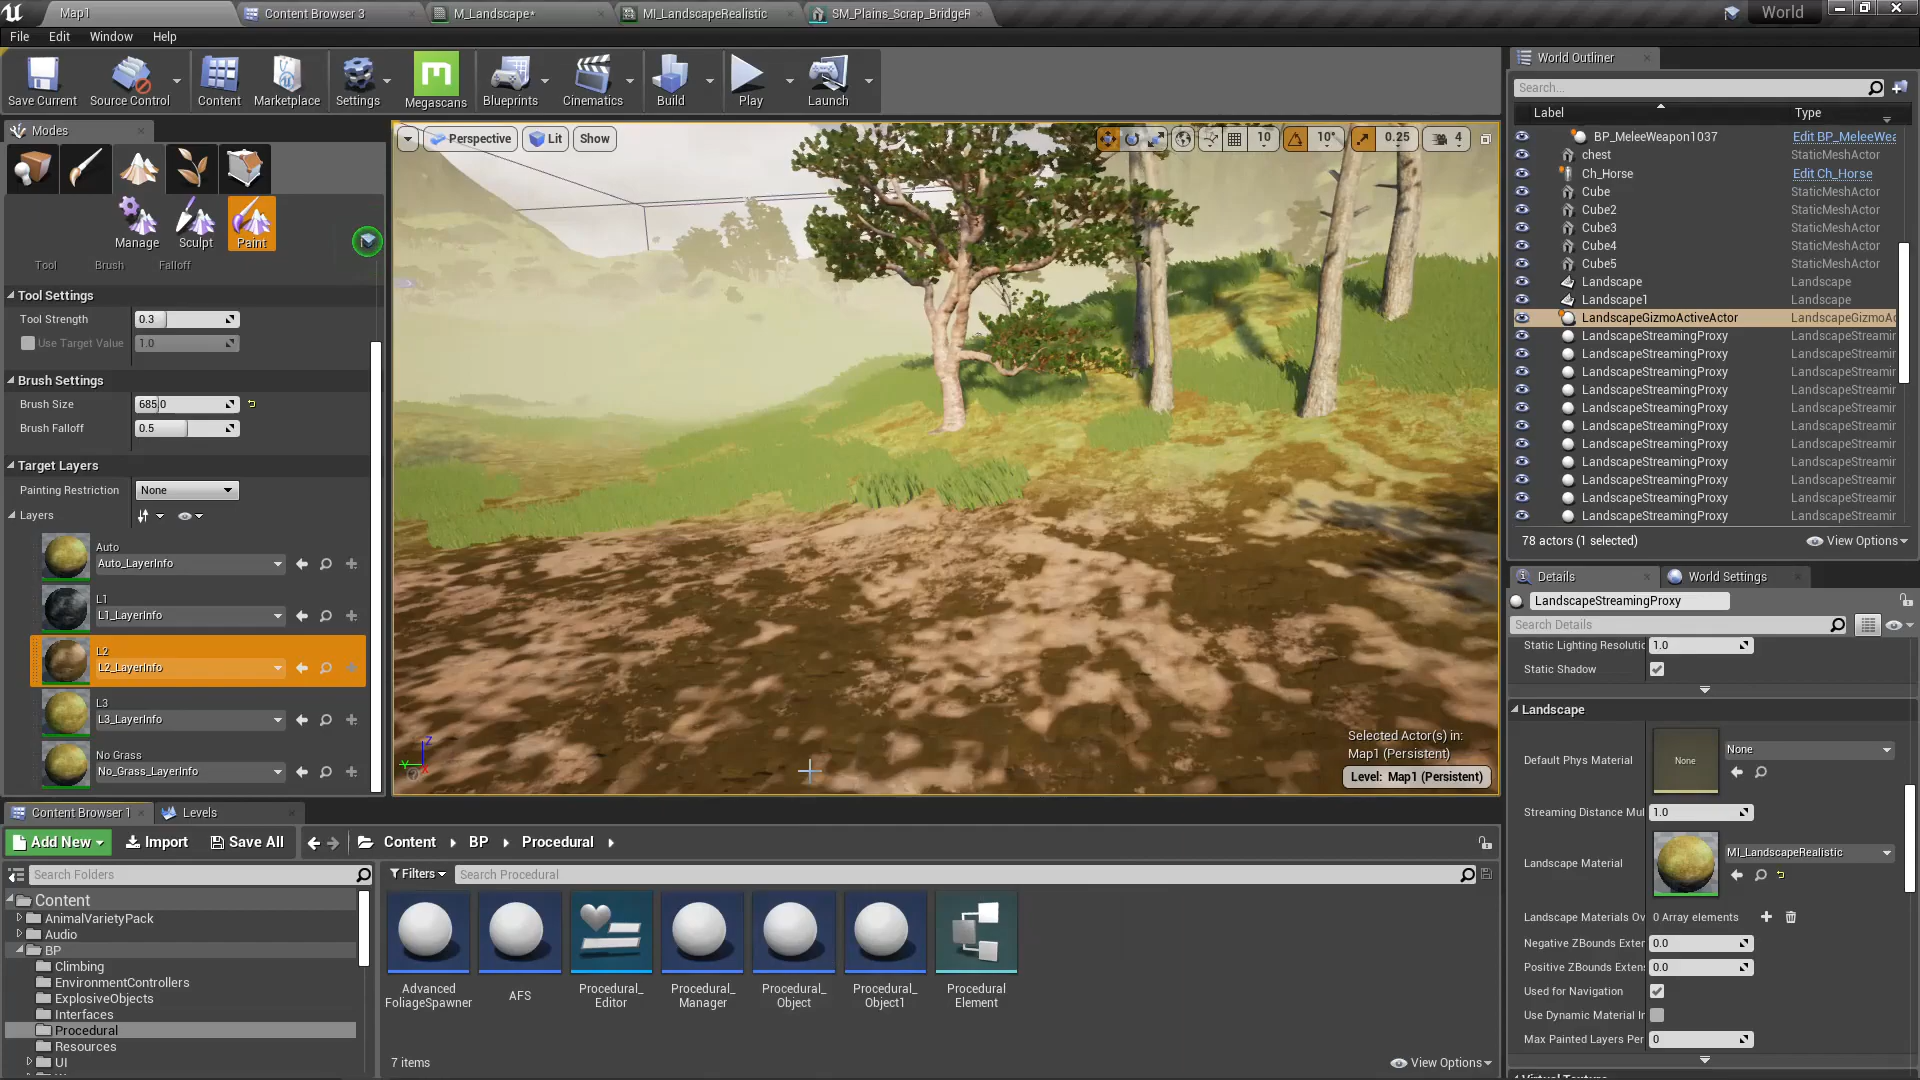 Map1
Content Browser 3
M_Landscape*
MI_LandscapeRealistic
SM_Plains_Scrap_BridgeF
World
File
Edit
Window
Help
Save Current
Source Control
Content
Marketplace
Settings
Megascans
Blueprints
Cinematics
Build
Play
Launch
Modes
Manage
Sculpt
Paint
Tool
Brush
Falloff
Tool Settings
Tool Strength
0.3
Use Target Value
1.0
Brush Settings
Brush Size
685.0
Brush Falloff
0.5
Target Layers
Painting Restriction
None
Layers
Auto
Auto_LayerInfo
L1
L1_LayerInfo
L2
L2_LayerInfo
L3
L3_LayerInfo
No Grass
No_Grass_LayerInfo
Perspective
Lit
Show
10
10°
0.25
4
Z
Y
X
Selected Actor(s) in:
Map1 (Persistent)
Level: Map1 (Persistent)
World Outliner
Search...
Label
Type
BP_MeleeWeapon1037
Edit BP_MeleeWea
chest
StaticMeshActor
Ch_Horse
Edit Ch_Horse
Cube
StaticMeshActor
Cube2
StaticMeshActor
Cube3
StaticMeshActor
Cube4
StaticMeshActor
Cube5
StaticMeshActor
Landscape
Landscape
Landscape1
Landscape
LandscapeGizmoActiveActor
LandscapeGizmoAc
LandscapeStreamingProxy
LandscapeStreamir
LandscapeStreamingProxy
LandscapeStreamir
LandscapeStreamingProxy
LandscapeStreamir
LandscapeStreamingProxy
LandscapeStreamir
LandscapeStreamingProxy
LandscapeStreamir
LandscapeStreamingProxy
LandscapeStreamir
LandscapeStreamingProxy
LandscapeStreamir
LandscapeStreamingProxy
LandscapeStreamir
LandscapeStreamingProxy
LandscapeStreamir
LandscapeStreamingProxy
LandscapeStreamir
LandscapeStreamingProxy
LandscapeStreamir
78 actors (1 selected)
View Options
Details
World Settings
LandscapeStreamingProxy
Search Details
Static Lighting Resolutic
1.0
Static Shadow
Landscape
Default Phys Material
None
None
Streaming Distance Mul
1.0
Landscape Material
MI_LandscapeRealistic
Landscape Materials Ov
0 Array elements
Negative ZBounds Exten
0.0
Positive ZBounds Extens
0.0
Used for Navigation
Use Dynamic Material Ir
Max Painted Layers Per
0
Content Browser 1
Levels
Add New
Import
Save All
Content
BP
Procedural
Search Folders
Content
AnimalVarietyPack
Audio
BP
Climbing
EnvironmentControllers
ExplosiveObjects
Interfaces
Procedural
Resources
UI
Filters
Search Procedural
Advanced
FoliageSpawner
AFS
Procedural_
Editor
Procedural_
Manager
Procedural_
Object
Procedural_
Object1
Procedural
Element
7 items
View Options